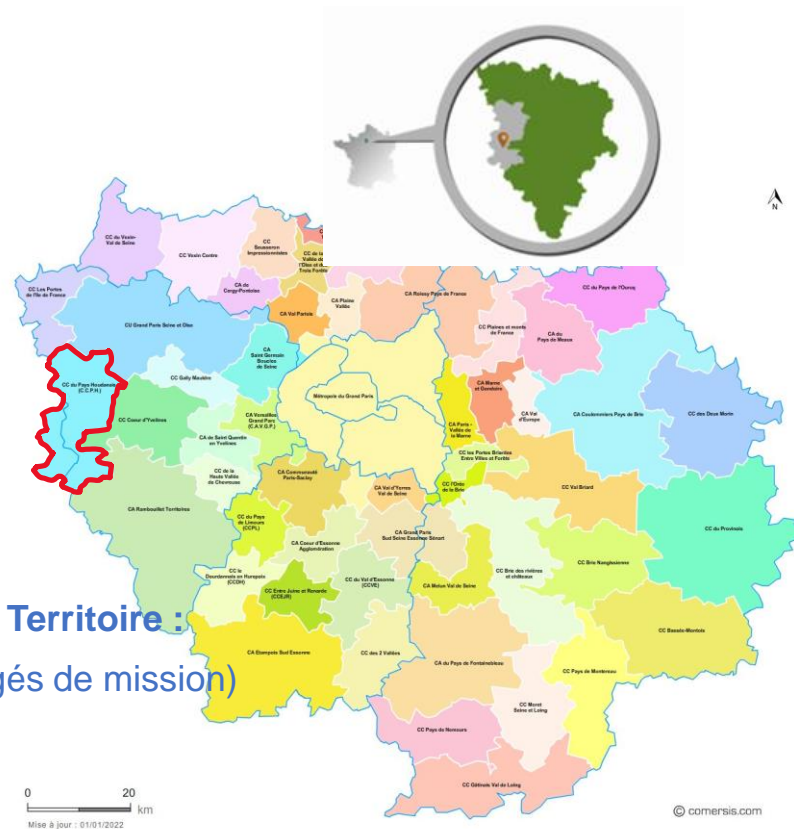 N
CC du Vexin-
Val de Seine
CC Vexin Centre
CC
Sausseron
Impressionnistes
CC de la
Vallée de
l'Oise et des
Trois Forêts
CC Les Portes
de l'Ile de France
CA de
Cergy-Pontoise
CA Val Parisis
CA Plaine
Vallée
CA Roissy Pays de France
CC du Pays de l'Ourcq
CC Plaines et monts
de France
CA du
Pays de Meaux
CU Grand Paris Seine et Oise
CA
Saint Germain
Boucles
de Seine
CC du Pays Houdanais
(C.C.P.H.)
CC Gally Mauldre
Métropole du Grand Paris
CA Marne
et Gondoire
CA Val
d'Europe
CA Coulommiers Pays de Brie
CC des Deux Morin
CC Coeur d'Yvelines
CA Versailles
Grand Parc
(C.A.V.G.P.)
CA Paris -
Vallée de
la Marne
CA de Saint Quentin
en Yvelines
CC les Portes Briardes
Entre Villes et Forêts
CC de la
Haute Vallée
de Chevreuse
CA Communauté
Paris-Saclay
CA Val d'Yerres
Val de Seine
CC l'Orée
de la Brie
CC Val Briard
CA Rambouillet Territoires
CC du Pays
de Limours
(CCPL)
CA Grand Paris
Sud Seine Essonne Sénart
CC du Provinois
CA Coeur d'Essonne
Agglomération
CC Brie des rivières
et châteaux
CC Brie Nangissienne
CC le
Dourdannais en Hurepoix
(CCDH)
CC du Val d'Essonne
(CCVE)
CA Melun Val de Seine
CC Entre Juine et Renarde
(CCEJR)
Territoire :
CC Bassée-Montois
CA Etampois Sud Essonne
CC des 2 Vallées
CA du Pays de Fontainebleau
CC Pays de Montereau
gés de mission)
CC Moret
Seine et Loing
CC Pays de Nemours
CC Gâtinais Val de Loing
0 20
km
Mise à jour : 01/01/2022
© comersis.com